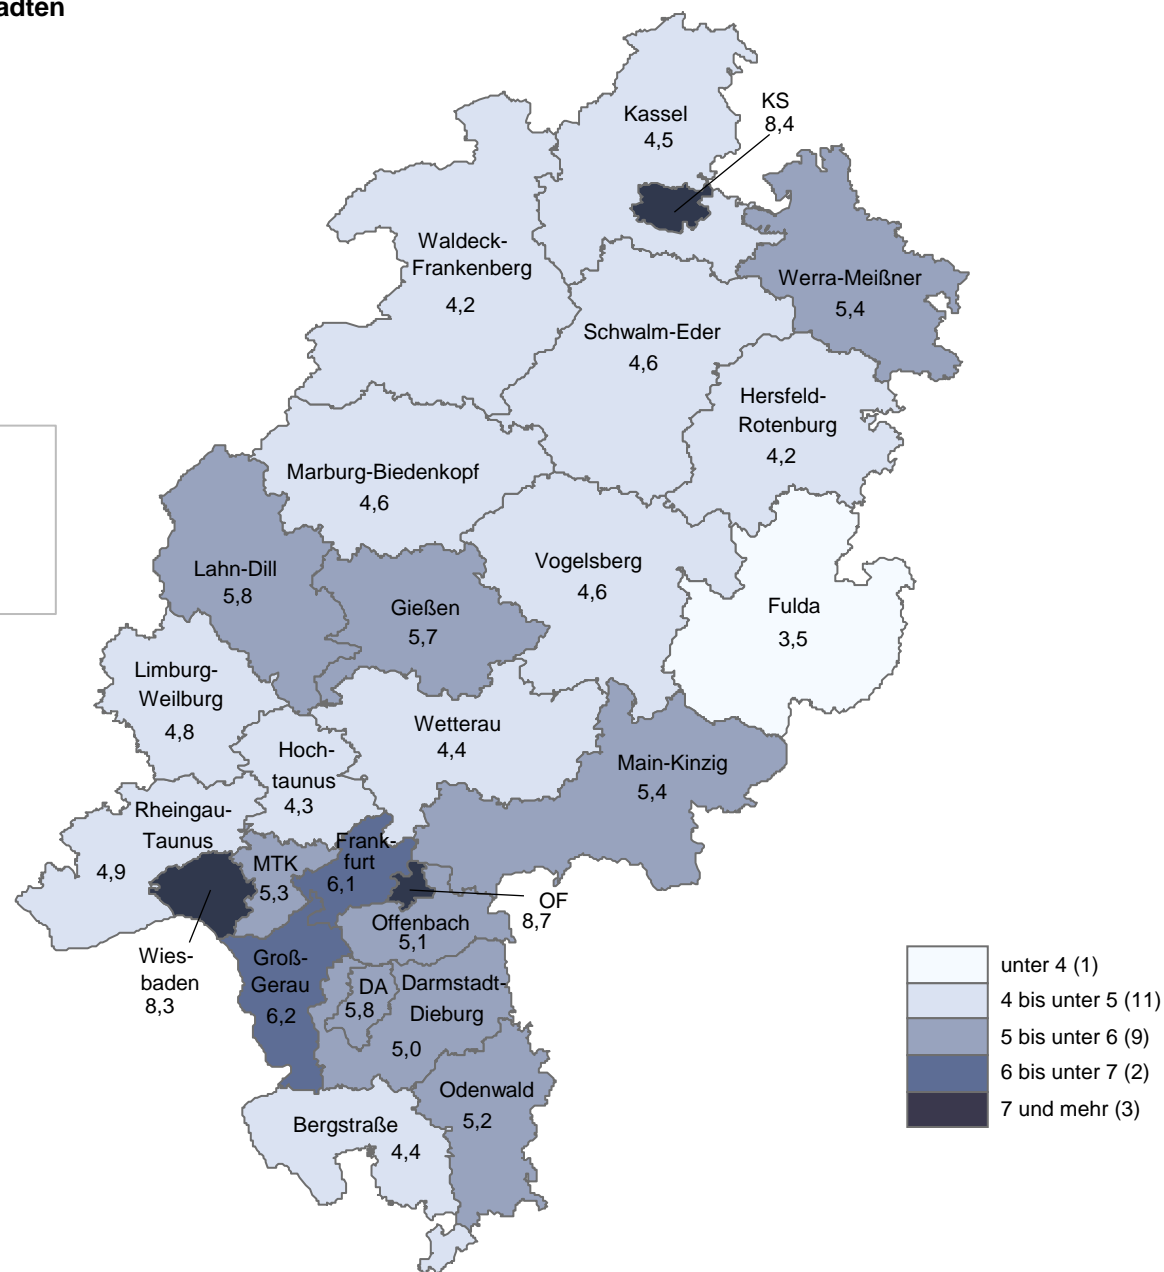 ädten
KS
8,4
Kassel
4,5
Waldeck-
Frankenberg
4,2
Werra-Meißner
5,4
Schwalm-Eder
4,6
Hersfeld-
Rotenburg
4,2
Marburg-Biedenkopf
4,6
Lahn-Dill
5,8
Gießen
5,7
Vogelsberg
4,6
Fulda
3,5
Limburg-
Weilburg
4,8
Wetterau
4,4
Hoch-
taunus
4,3
Main-Kinzig
5,4
Rheingau-
Taunus
4,9
MTK
5,3
Frank-
furt
6,1
OF
8,7
Offenbach
5,1
Wies-
baden
8,3
Groß-
Gerau
6,2
DA
5,8
Darmstadt-
Dieburg
5,0
Odenwald
5,2
Bergstraße
4,4
unter 4 (1)
4 bis unter 5 (11)
5 bis unter 6 (9)
6 bis unter 7 (2)
7 und mehr (3)